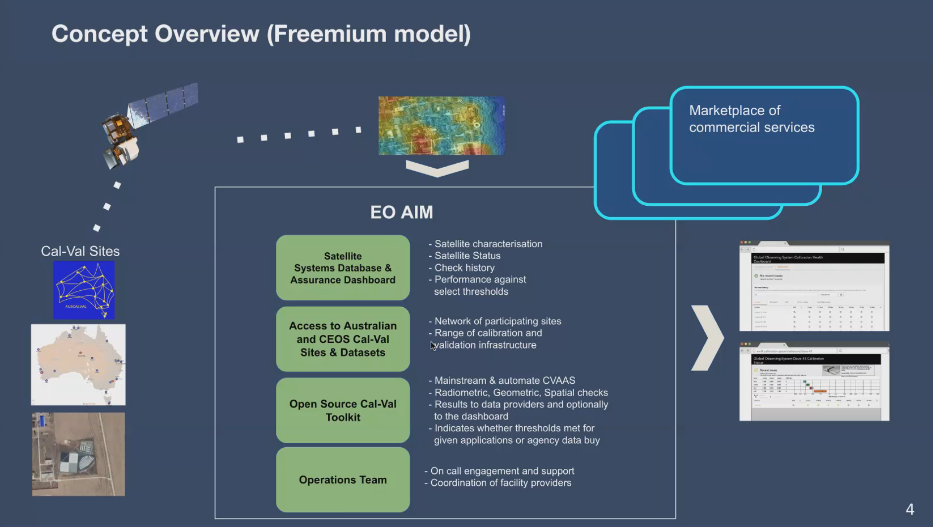 Concept Overview (Freemium model)
Marketplace of
commercial services
EO AIM
Cal-Val Sites
Satellite
Systems Database &
Assurance Dashboard
- Satellite characterisation
- Satellite Status
- Check history
- Performance against
select thresholds
Access to Australian
and CEOS Cal-Val
Sites & Datasets
- Network of participating sites
- Range of calibration and
validation infrastructure
Open Source Cal-Val
Toolkit
- Mainstream & automate CVAAS
- Radiometric, Geometric, Spatial checks
- Results to data providers and optionally
to the dashboard
- Indicates whether thresholds met for
given applications or agency data buy
Operations Team
- On call engagement and support
- Coordination of facility providers
4